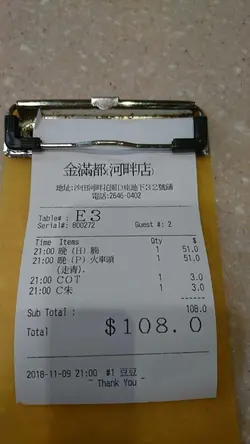 金滿都(河畔店)
地址:沙田河畔花園D座地下32號舖
電話:2646-0402
Table#: E3
Serial#: 800272 Guest #: 2
Time Items Qty $
21:00 晚 (H) 鵝 1 51.0
21:00 晚 (P) 火車頭 1 51.0
(走青),
21:00 COT 1 3.0
21:00 C朱 1 3.0
Sub Total : 108.0
Total $108.0
2018-11-09 21:00 #1 豆豆
~ Thank You ~